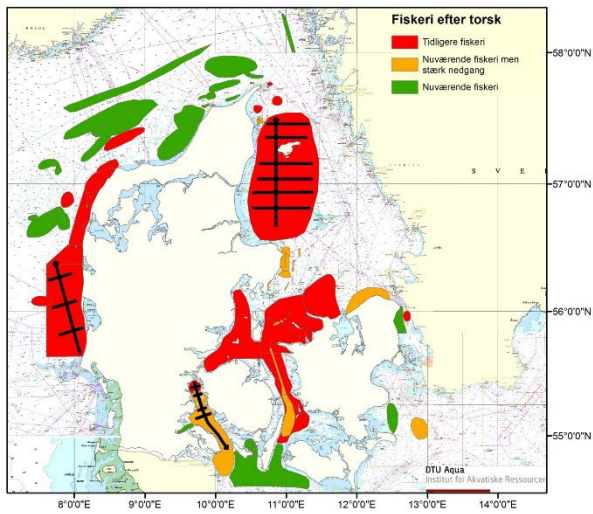 Fiskeri efter torsk
Tidligere fiskeri
Nuværende fiskeri men
stærk nedgang
Nuværende fiskeri
58°0'0"N
57°0'0"N
56°0'0"N
55°0'0"N
S V E
DTU Aqua
Institut for Akvatiske Ressourcer
8°0'0"E
9°0'0"E
10°0'0"E
11°0'0"E
12°0'0"E
13°0'0"E
14°0'0"E